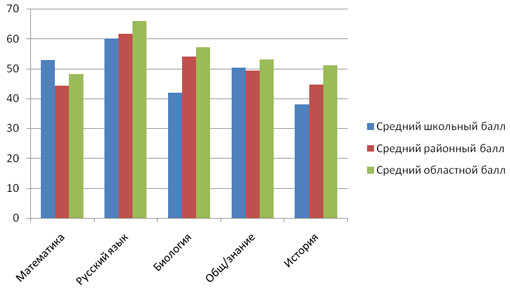 70
60
50
40
30
20
10
0
Математика
Русский язык
Биология
Общ/знание
История
Средний школьный балл
Средний районный балл
Средний областной балл